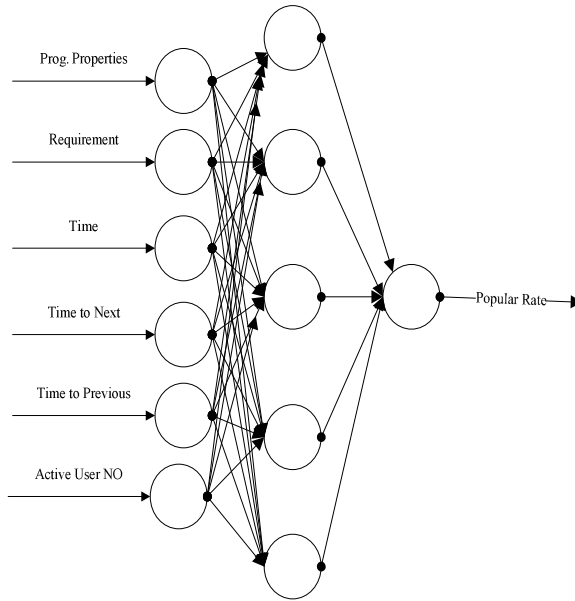 Prog. Properties
Requirement
Time
Time to Next
Time to Previous
Active User NO
Popular Rate